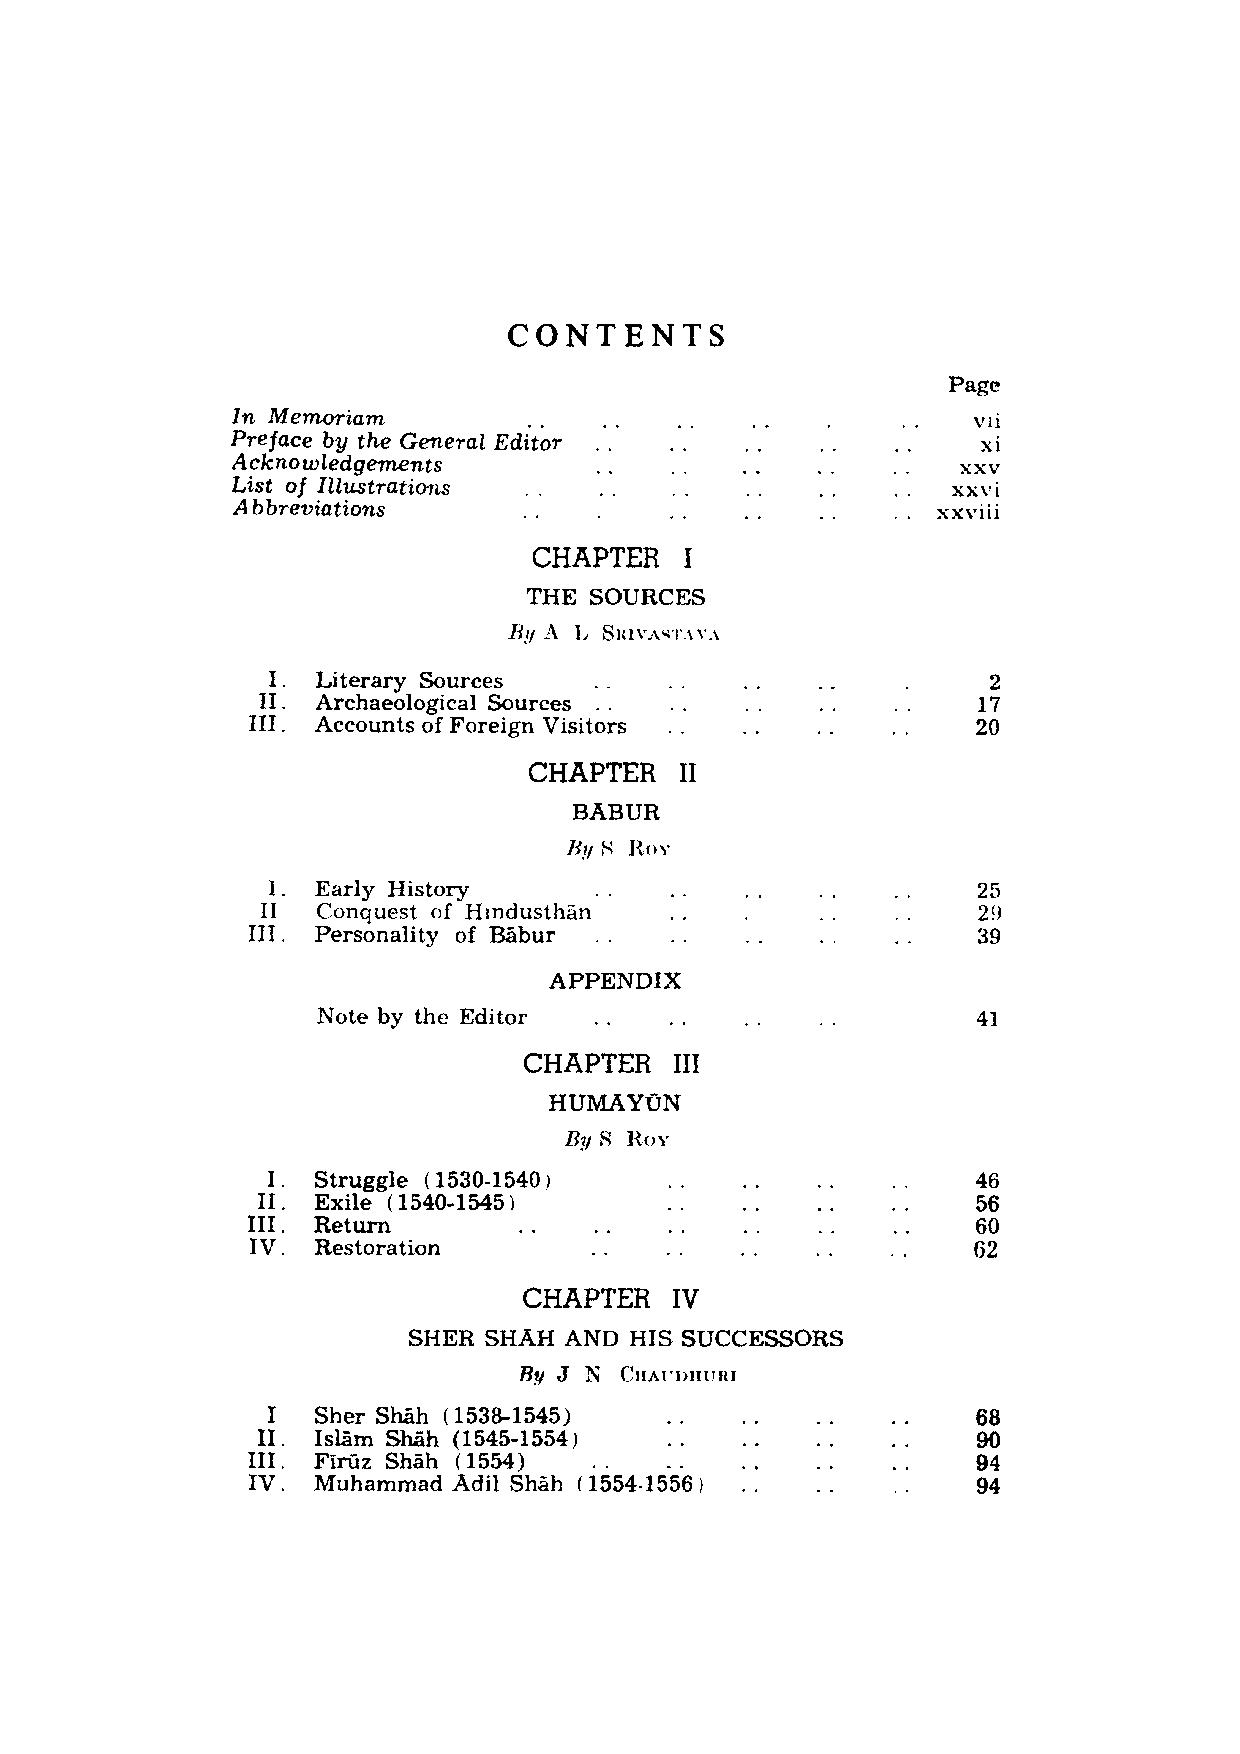 CONTENTS
Page
In Memoriam .. .. .. .. . .. vii
Preface by the General Editor .. .. .. .. .. xi
Acknowledgements .. .. .. .. .. xxv
List of Illustrations .. .. .. .. .. .. xxvi
Abbreviations .. . .. .. .. .. xxviii
CHAPTER I
THE SOURCES
By A L SRIVASTAVA
I. Literary Sources .. .. .. .. . 2
II. Archaeological Sources .. .. .. .. .. 17
III. Accounts of Foreign Visitors .. .. .. .. 20
CHAPTER II
BĀBUR
By S ROY
I. Early History .. .. .. .. .. 25
II Conquest of Hindusthān .. . .. .. 29
III. Personality of Bābur .. .. .. .. .. 39
APPENDIX
Note by the Editor .. .. .. .. 41
CHAPTER III
HUMĀYŪN
By S ROY
I. Struggle (1530-1540) .. .. .. .. 46
II. Exile (1540-1545) .. .. .. .. 56
III. Return .. .. .. .. .. .. 60
IV. Restoration .. .. .. .. .. 62
CHAPTER IV
SHER SHĀH AND HIS SUCCESSORS
By J N CHAUDHURI
I Sher Shāh (1538-1545) .. .. .. .. 68
II. Islām Shāh (1545-1554) .. .. .. .. 90
III. Fīrūz Shāh (1554) .. .. .. .. .. 94
IV. Muhammad Adil Shāh (1554-1556) .. .. .. 94